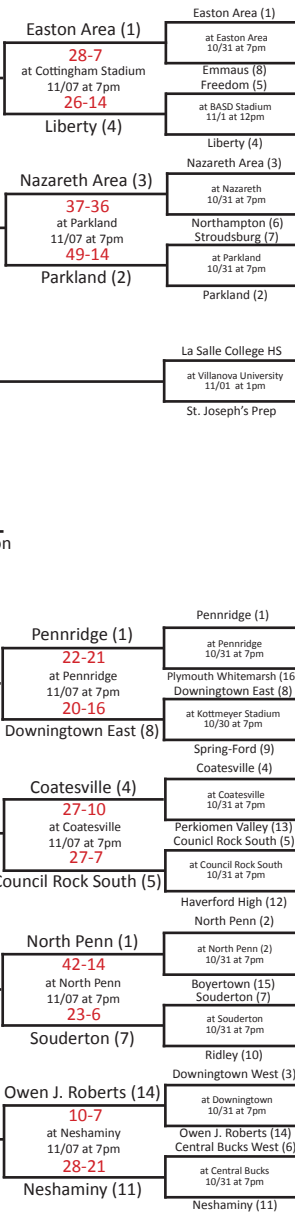 Easton Area (1)
Easton Area (1)
at Easton Area
10/31 at 7pm
28-7
at Cottingham Stadium
11/07 at 7pm
26-14
Emmaus (8)
Freedom (5)
at BASD Stadium
11/1 at 12pm
Liberty (4)
Liberty (4)
Nazareth Area (3)
Nazareth Area (3)
at Nazareth
10/31 at 7pm
37-36
at Parkland
11/07 at 7pm
49-14
Northampton (6)
Stroudsburg (7)
at Parkland
10/31 at 7pm
Parkland (2)
Parkland (2)
La Salle College HS
at Villanova University
11/01 at 1pm
St. Joseph's Prep
on
Pennridge (1)
Pennridge (1)
at Pennridge
10/31 at 7pm
22-21
at Pennridge
11/07 at 7pm
20-16
Plymouth Whitemarsh (16
Downingtown East (8)
at Kottmeyer Stadium
10/30 at 7pm
Downingtown East (8)
Spring-Ford (9)
Coatesville (4)
Coatesville (4)
at Coatesville
10/31 at 7pm
27-10
at Coatesville
11/07 at 7pm
27-7
Perkiomen Valley (13)
Counicl Rock South (5)
at Council Rock South
10/31 at 7pm
Council Rock South (5)
Haverford High (12)
North Penn (2)
North Penn (1)
at North Penn (2)
10/31 at 7pm
42-14
at North Penn
11/07 at 7pm
23-6
Boyertown (15)
Souderton (7)
at Souderton
10/31 at 7pm
Souderton (7)
Ridley (10)
Downingtown West (3)
Owen J. Roberts (14)
at Downingtown
10/31 at 7pm
10-7
at Neshaminy
11/07 at 7pm
28-21
Owen J. Roberts (14)
Central Bucks West (6)
at Central Bucks
10/31 at 7pm
Neshaminy (11)
Neshaminy (11)